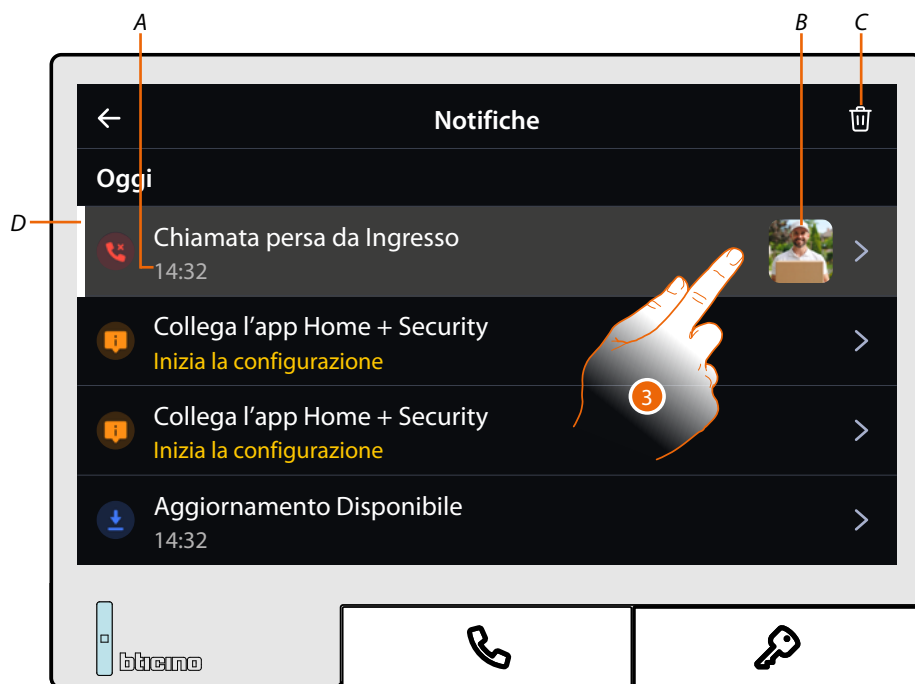 A B C
Notifiche
Oggi
D
Chiamata persa da Ingresso
14:32
Collega l’app Home + Security
Inizia la configurazione
3
Collega l’app Home + Security
Inizia la configurazione
Aggiornamento Disponibile
14:32
bticino